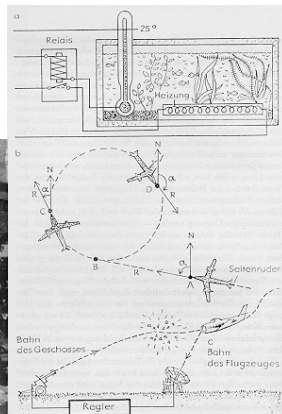 a
25°
Relais
Heizung
b
N
N
D
R
α
R
α
C
B
N
R
α
A
Seitenruder
Bahn
des Geschosses
c
Bahn
des Flugzeuges
Regler